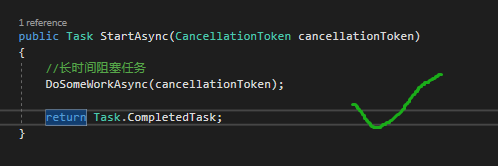 1 reference
public Task StartAsync(CancellationToken cancellationToken)
{
//长时间阻塞任务
DoSomeWorkAsync(cancellationToken);
return Task.CompletedTask;
}